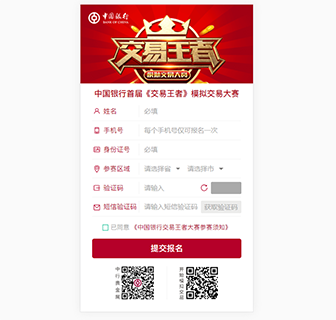 中国银行
BANK OF CHINA
交易王者
中国银行首届《交易王者》模拟交易大赛
姓名 必填
手机号 每个手机号仅可报名一次
身份证号 必填
参赛区域 请选择省 请选择市
验证码 请输入
短信验证码 请输入短信验证码 获取验证码
已同意 《中国银行交易王者大赛参赛须知》
提交报名